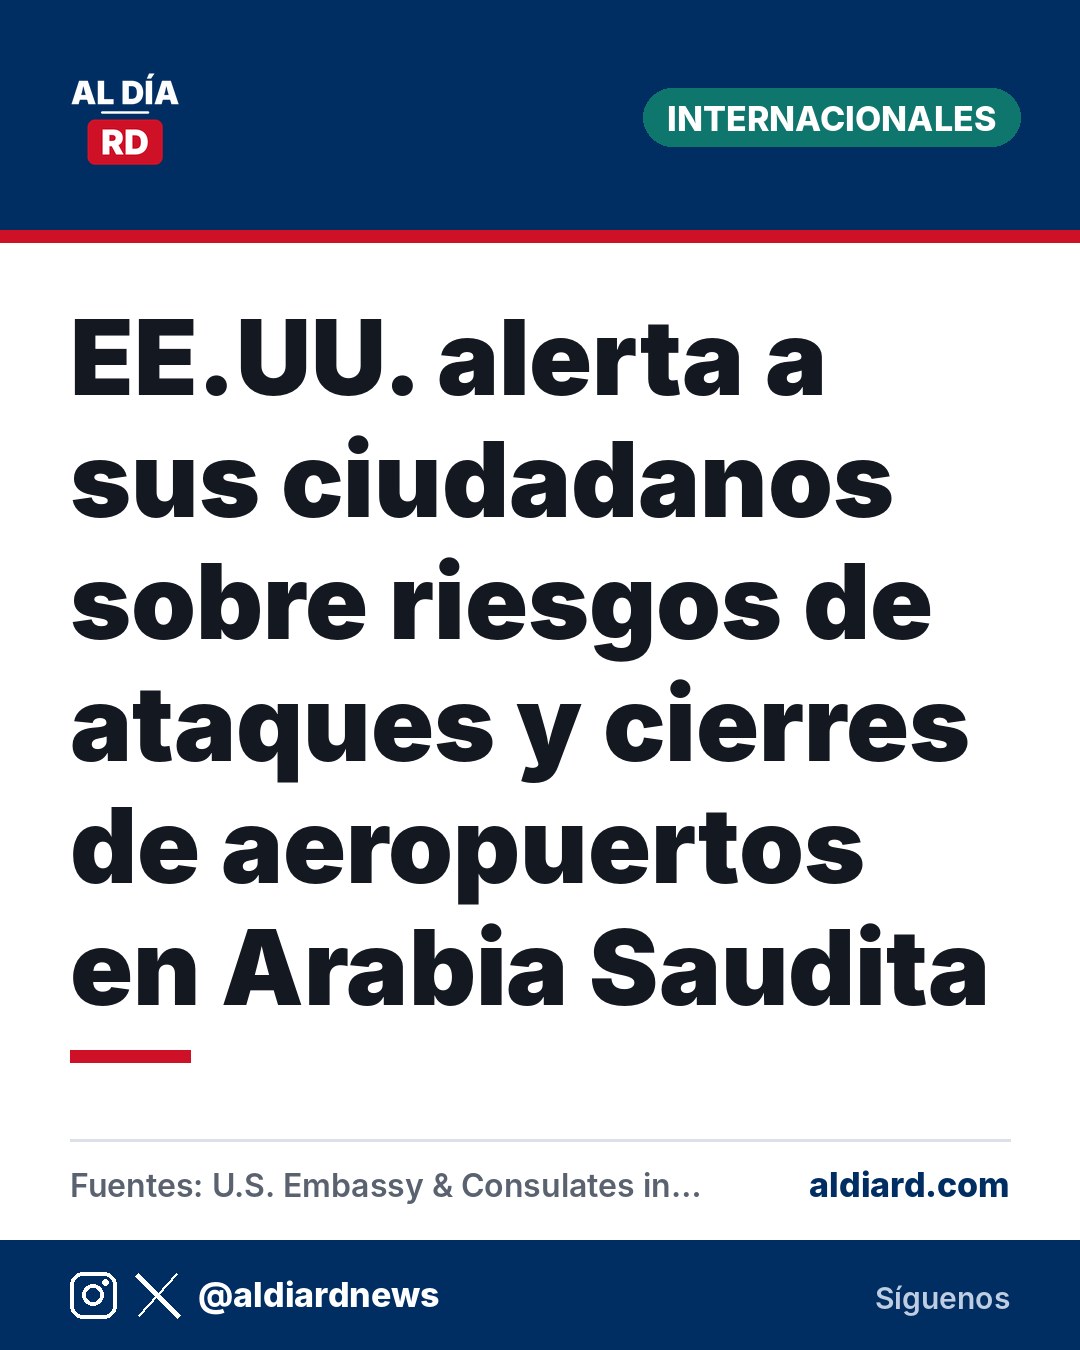 AL DÍA
RD
INTERNACIONALES
EE.UU. alerta a
sus ciudadanos
sobre riesgos de
ataques y cierres
de aeropuertos
en Arabia Saudita
Fuentes: U.S. Embassy & Consulates in...
aldiard.com
@aldiardnews
Síguenos